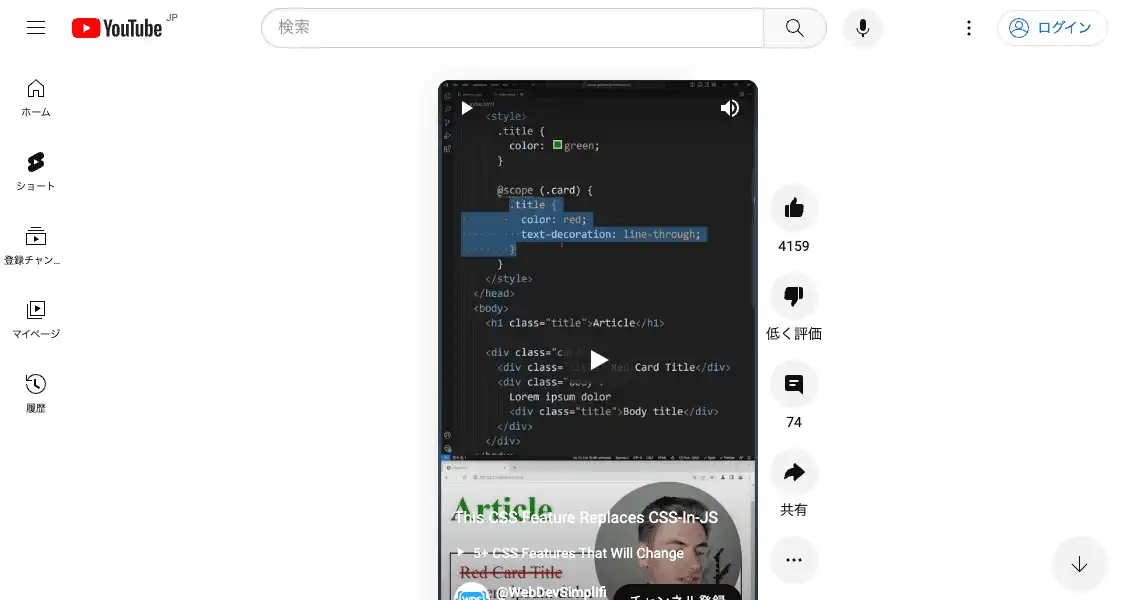 YouTube JP
検索
ログイン
ホーム
ショート
登録チャン…
マイページ
履歴
index.html
<style>
.title {
color: green;
}
@scope (.card) {
.title {
color: red;
text-decoration: line-through;
}
}
</style>
</head>
<body>
<h1 class="title">Article</h1>
<div class="c
<div class= Red Card Title</div>
<div class="body
Lorem ipsum dolor
<div class="title">Body title</div>
</div>
</div>
Article
This CSS Feature Replaces CSS-In-JS
5+ CSS Features That Will Change
Red Card Title
@WebDevSimplifi
チャンネル登録
WDS
4159
低く評価
74
共有